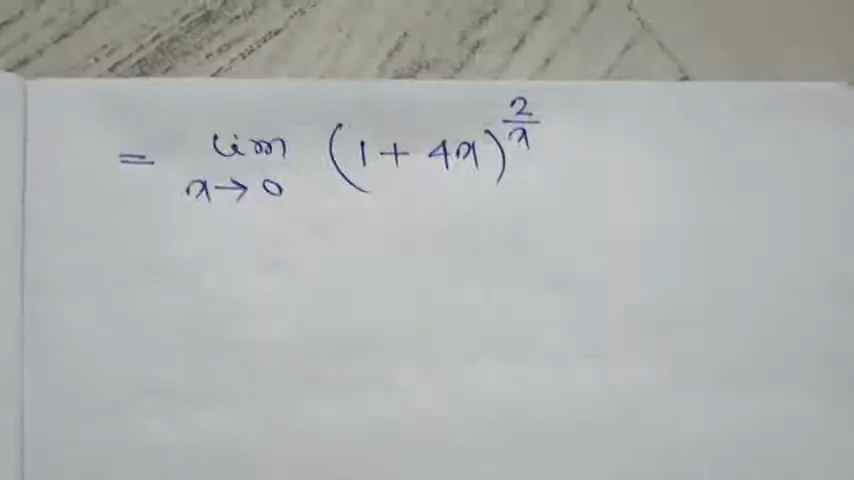 = lim (1 + 4x)^(2/x)
x→0